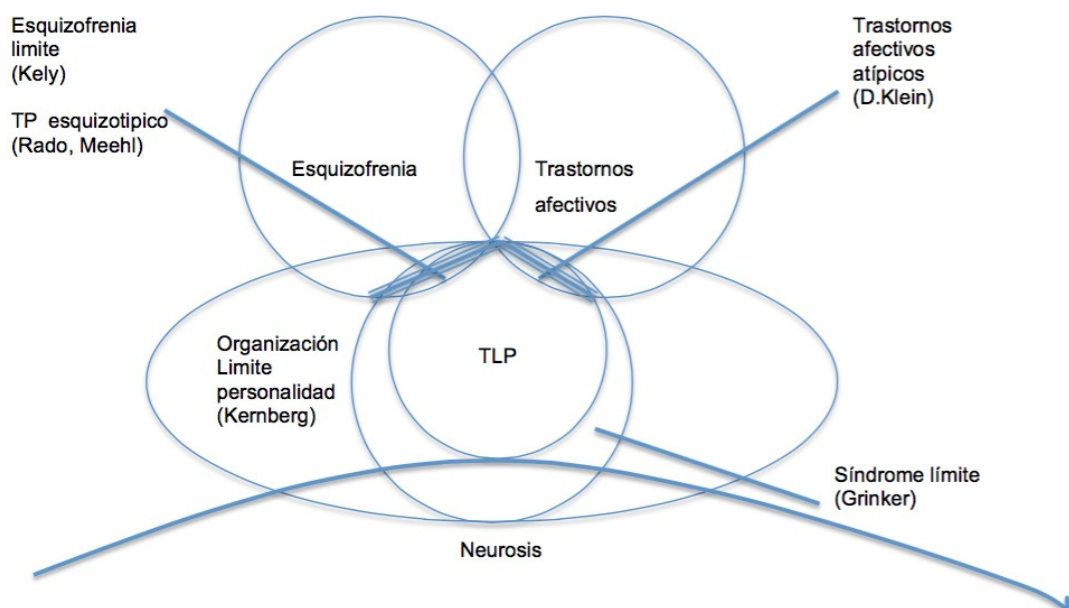 Esquizofrenia
limite
(Kely)
TP esquizotipico
(Rado, Meehl)
Trastornos
afectivos
atípicos
(D.Klein)
Esquizofrenia
Trastornos
afectivos
Organización
Limite
personalidad
(Kernberg)
TLP
Síndrome límite
(Grinker)
Neurosis